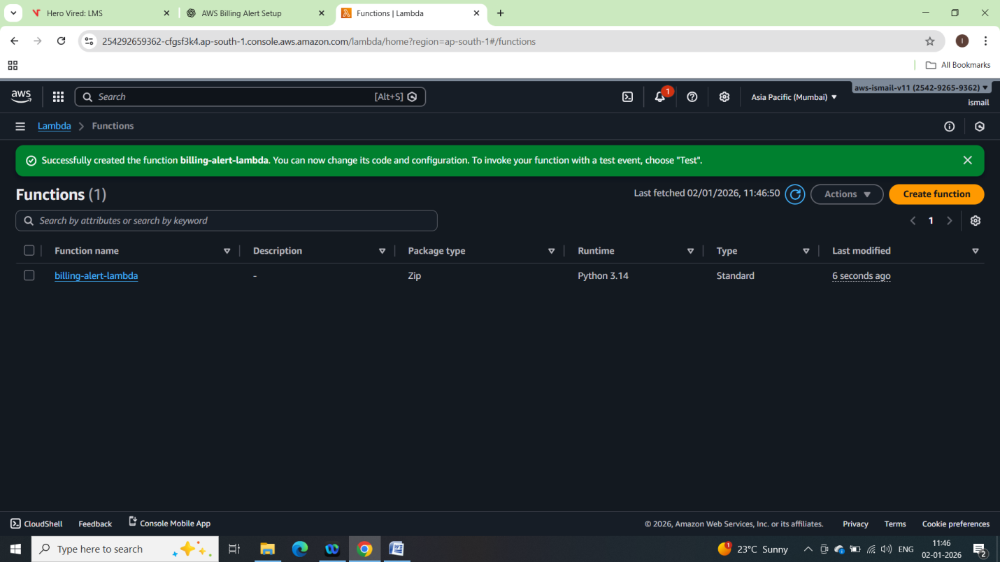 Hero Vired: LMS
AWS Billing Alert Setup
Functions | Lambda
254292659362-cfgsf3k4.ap-south-1.console.aws.amazon.com/lambda/home?region=ap-south-1#/functions
I
All Bookmarks
aws
Search
[Alt+S]
1
Asia Pacific (Mumbai)
aws-ismail-v11 (2542-9265-9362)
ismail
Lambda
Functions
Successfully created the function billing-alert-lambda. You can now change its code and configuration. To invoke your function with a test event, choose "Test".
Functions (1)
Last fetched 02/01/2026, 11:46:50
Actions
Create function
Search by attributes or search by keyword
1
Function name Description Package type Runtime Type Last modified
billing-alert-lambda - Zip Python 3.14 Standard 6 seconds ago
CloudShell Feedback Console Mobile App © 2026, Amazon Web Services, Inc. or its affiliates. Privacy Terms Cookie preferences
Type here to search
1
23°C Sunny
ENG
11:46
02-01-2026
2